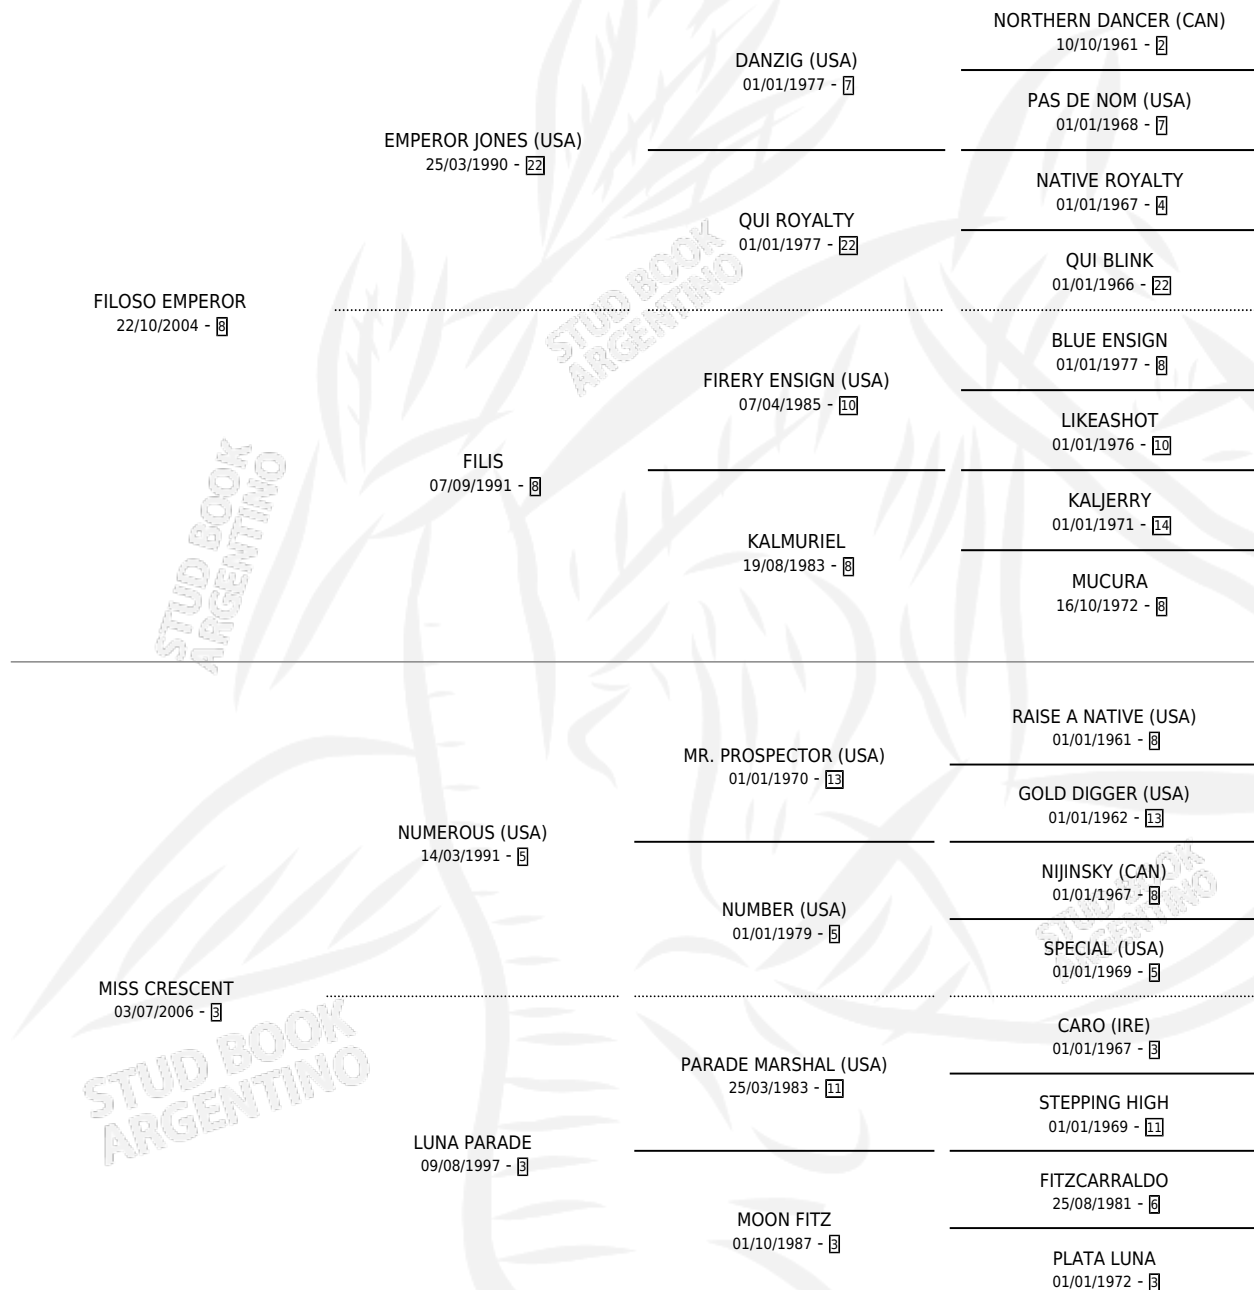 NORTHERN DANCER (CAN)
10/10/1961 - 2
DANZIG (USA)
01/01/1977 - 7
PAS DE NOM (USA)
01/01/1968 - 7
EMPEROR JONES (USA)
25/03/1990 - 22
NATIVE ROYALTY
01/01/1967 - 4
QUI ROYALTY
01/01/1977 - 22
QUI BLINK
01/01/1966 - 22
FILOSO EMPEROR
22/10/2004 - 8
BLUE ENSIGN
01/01/1977 - 8
FIRERY ENSIGN (USA)
07/04/1985 - 10
LIKEASHOT
01/01/1976 - 10
FILIS
07/09/1991 - 8
KALJERRY
01/01/1971 - 14
KALMURIEL
19/08/1983 - 8
MUCURA
16/10/1972 - 8
STUD BOOK
ARGENTINO
STUD BOOK
ARGENTINO
RAISE A NATIVE (USA)
01/01/1961 - 8
MR. PROSPECTOR (USA)
01/01/1970 - 13
GOLD DIGGER (USA)
01/01/1962 - 13
NUMEROUS (USA)
14/03/1991 - 5
NIJINSKY (CAN)
01/01/1967 - 8
NUMBER (USA)
01/01/1979 - 5
SPECIAL (USA)
01/01/1969 - 5
MISS CRESCENT
03/07/2006 - 3
CARO (IRE)
01/01/1967 - 3
PARADE MARSHAL (USA)
25/03/1983 - 11
STEPPING HIGH
01/01/1969 - 11
LUNA PARADE
09/08/1997 - 3
FITZCARRALDO
25/08/1981 - 6
MOON FITZ
01/10/1987 - 3
PLATA LUNA
01/01/1972 - 3
STUD BOOK
ARGENTINO
STUD BOOK
ARGENTINO